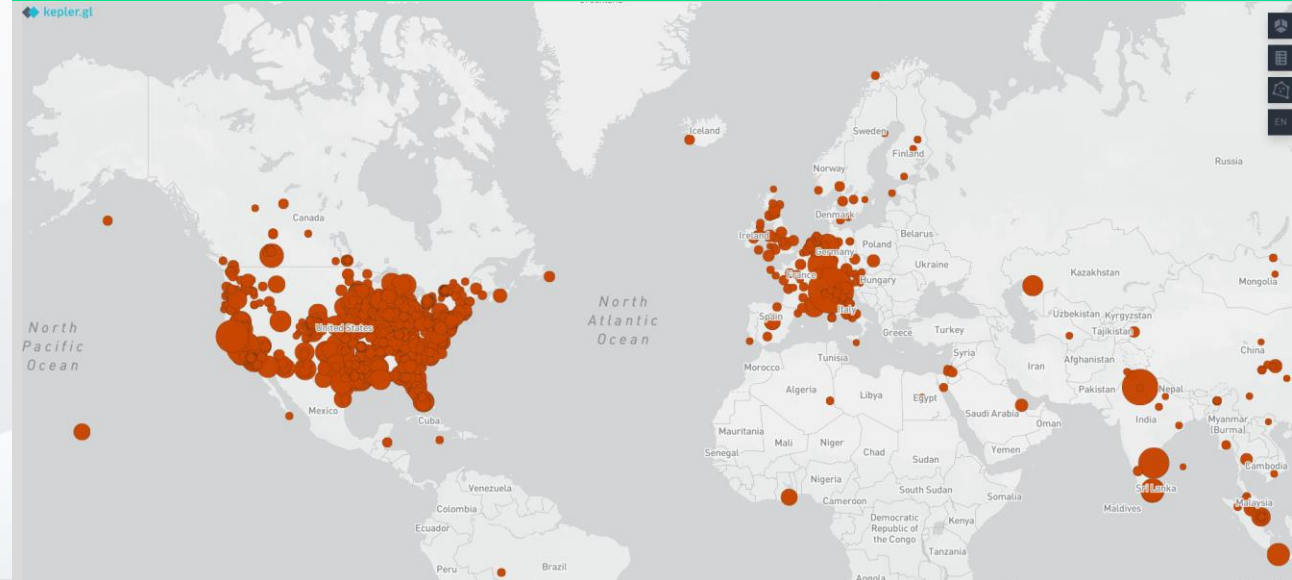 kepler.gl
Iceland
Sweden
Finland
Russia
Norway
Canada
Denmark
Ireland
Belarus
Poland
Germany
Ukraine
France
Hungary
Kazakhstan
Mongolia
North
Pacific
Ocean
North
Atlantic
Ocean
United States
Spain
Italy
Uzbekistan
Kyrgyzstan
Greece
Turkey
Tajikistan
Syria
China
Tunisia
Morocco
Iran
Afghanistan
Algeria
Libya
Egypt
Pakistan
Nepal
Mexico
Cuba
Saudi Arabia
Oman
India
Myanmar
(Burma)
Mauritania
Mali
Niger
Chad
Sudan
Yemen
Senegal
Cambodia
Nigeria
Venezuela
South Sudan
Somalia
Sri Lanka
Cameroon
Malaysia
Colombia
Maldives
Ecuador
Democratic
Republic of
the Congo
Kenya
Tanzania
Peru
Brazil
Angola
EN